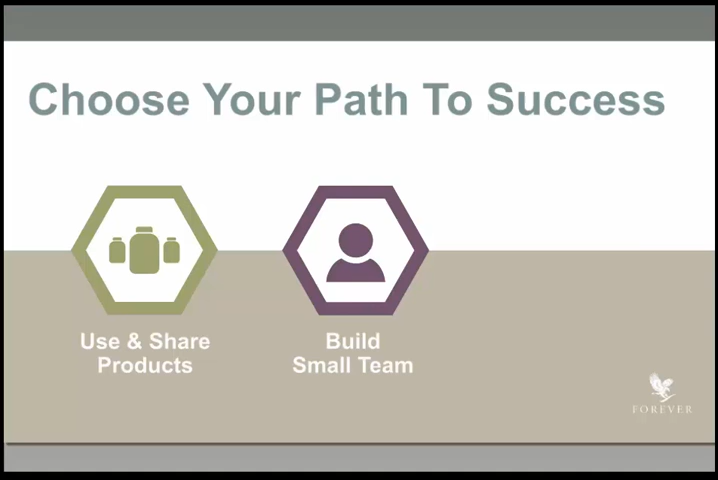 Choose Your Path To Success
Use & Share
Products
Build
Small Team
FOREVER